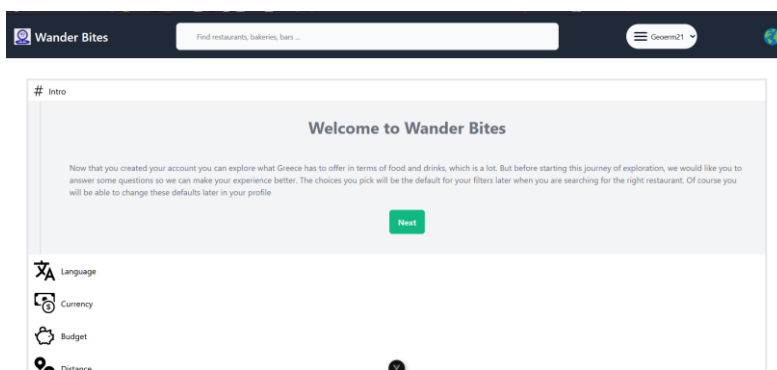 Wander Bites
Find restaurants, bakeries, bars ...
Geoerm21
# Intro
Welcome to Wander Bites
Now that you created your account you can explore what Greece has to offer in terms of food and drinks, which is a lot. But before starting this journey of exploration, we would like you to
answer some questions so we can make your experience better. The choices you pick will be the default for your filters later when you are searching for the right restaurant. Of course you
will be able to change these defaults later in your profile
Next
Language
Currency
Budget
Distance